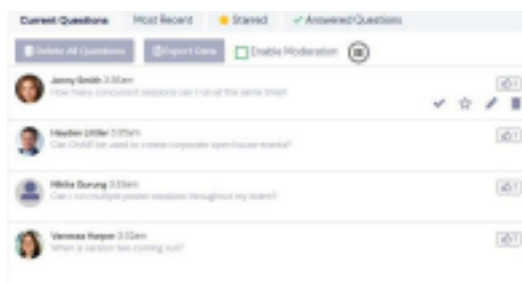 Current Questions Most Recent Starred Answered Questions
Delete All Questions Export Data Enable Moderation
Jenny Smith 3:35am
How many concurrent sessions can I run at the same time?
Hayden 3:35am
Can be used to create corporate open house events?
Nikita Gurung 3:33am
Can I run multiple poster sessions throughout my event?
Vanessa Harper 3:32am
When is version two coming out?